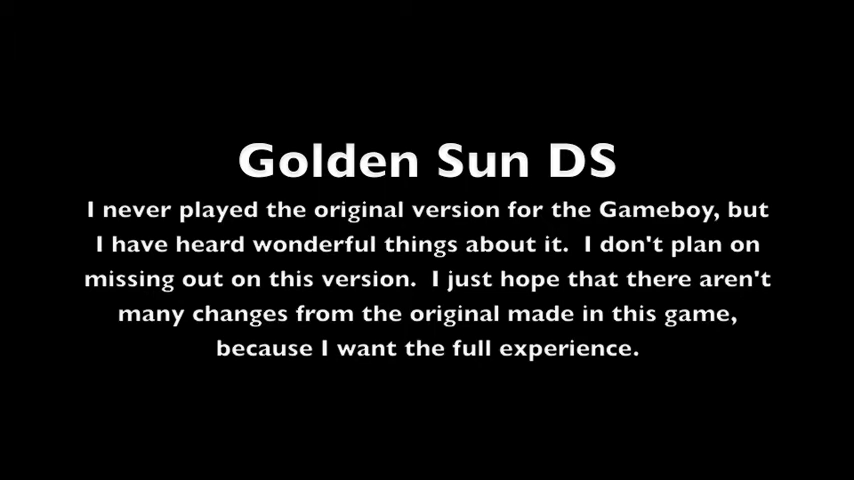 Golden Sun DS
I never played the original version for the Gameboy, but
I have heard wonderful things about it.  I don't plan on
missing out on this version.  I just hope that there aren't
many changes from the original made in this game,
because I want the full experience.